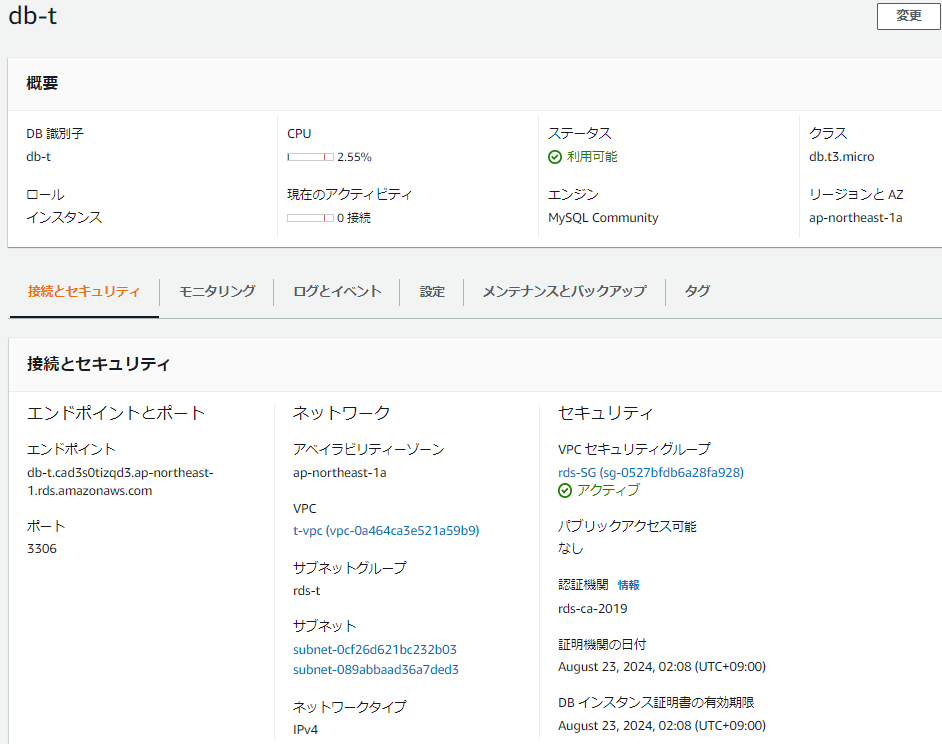 db-t
変更
概要
DB 識別子
db-t
CPU
2.55%
ステータス
利用可能
クラス
db.t3.micro
ロール
インスタンス
現在のアクティビティ
0 接続
エンジン
MySQL Community
リージョンと AZ
ap-northeast-1a
接続とセキュリティ
モニタリング
ログとイベント
設定
メンテナンスとバックアップ
タグ
接続とセキュリティ
エンドポイントとポート
エンドポイント
db-t.cad3s0tizqd3.ap-northeast-
1.rds.amazonaws.com
ポート
3306
ネットワーク
アベイラビリティーゾーン
ap-northeast-1a
VPC
t-vpc (vpc-0a464ca3e521a59b9)
サブネットグループ
rds-t
サブネット
subnet-0cf26d621bc232b03
subnet-089abbaad36a7ded3
ネットワークタイプ
IPv4
セキュリティ
VPC セキュリティグループ
rds-SG (sg-0527bfdb6a28fa928)
アクティブ
パブリックアクセス可能
なし
認証機関 情報
rds-ca-2019
証明機関の日付
August 23, 2024, 02:08 (UTC+09:00)
DB インスタンス証明書の有効期限
August 23, 2024, 02:08 (UTC+09:00)